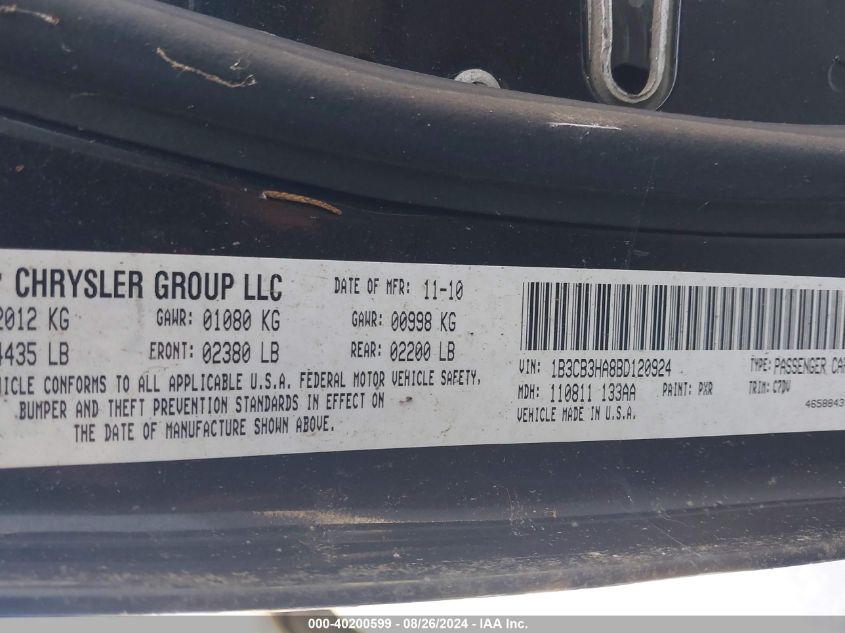 CHRYSLER GROUP LLC DATE OF MFR: 11-10
2012 KG GAWR: 01080 KG GAWR: 00998 KG
4435 LB FRONT: 02380 LB REAR: 02200 LB
VEHICLE CONFORMS TO ALL APPLICABLE U.S.A. FEDERAL MOTOR VEHICLE SAFETY,
BUMPER AND THEFT PREVENTION STANDARDS IN EFFECT ON
THE DATE OF MANUFACTURE SHOWN ABOVE.
VIN: 1B3CB3HA8BD120924 TYPE: PASSENGER CAR
MDH: 110811 133AA PAINT: PXR TRIM: C7DV
VEHICLE MADE IN U.S.A. 4658843
000-40200599 - 08/26/2024 - IAA Inc.